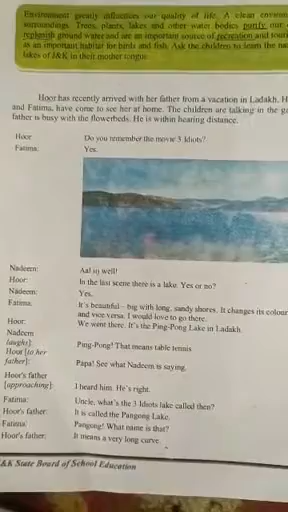 Environment greatly influences our quality of life. A clean environ
surroundings. Trees, plants, lakes and other water bodies purify our
replenish ground water and are an important source of recreation and touri
as an important habitat for birds and fish. Ask the children to learn the na
lakes of J&K in their mother tongue.
Hoor has recently arrived with her father from a vacation in Ladakh. H
and Fatima, have come to see her at home. The children are talking in the ga
father is busy with the flowerbeds. He is within hearing distance.
Hoor: Do you remember the movie 3 Idiots?
Fatima: Yes.
Nadeem: Aal iz well!
Hoor: In the last scene there is a lake. Yes or no?
Nadeem: Yes.
Fatima: It's beautiful – big with long, sandy shores. It changes its colour
and vice versa. I would love to go there.
Hoor: We went there. It's the Ping-Pong Lake in Ladakh.
Nadeem
[laughs]: Ping-Pong! That means table tennis
Hoor [to her
father]: Papa! See what Nadeem is saying.
Hoor's father
[approaching]: I heard him. He's right.
Fatima: Uncle, what's the 3 Idiots lake called then?
Hoor's father: It is called the Pangong Lake.
Fatima: Pangong! What name is that?
Hoor's father: It means a very long curve.
J&K State Board of School Education